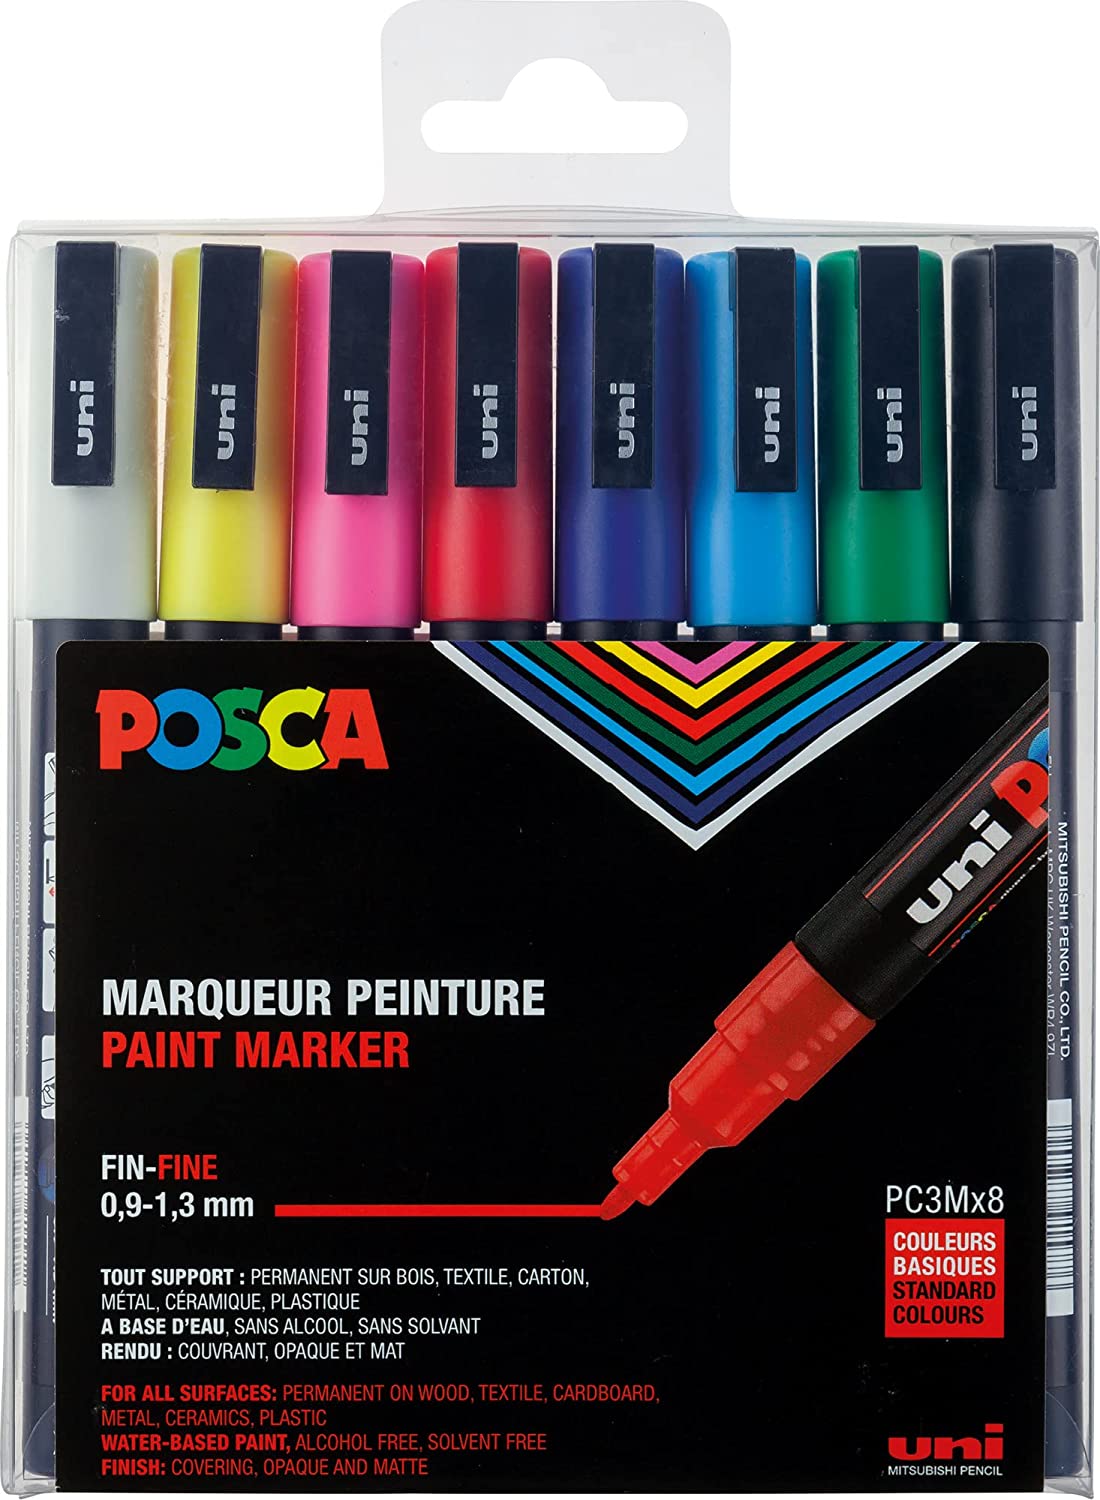 uni uni uni uni uni uni uni uni
POSCA
uni P
POSCA
MITSUBISHI PENCIL CO., LTD.
MARQUEUR PEINTURE
PAINT MARKER
FIN-FINE
0,9-1,3 mm
PC3Mx8
COULEURS
BASIQUES
STANDARD
COLOURS
TOUT SUPPORT : PERMANENT SUR BOIS, TEXTILE, CARTON,
MÉTAL, CÉRAMIQUE, PLASTIQUE
A BASE D'EAU, SANS ALCOOL, SANS SOLVANT
RENDU : COUVRANT, OPAQUE ET MAT
FOR ALL SURFACES: PERMANENT ON WOOD, TEXTILE, CARDBOARD,
METAL, CERAMICS, PLASTIC
WATER-BASED PAINT, ALCOHOL FREE, SOLVENT FREE
FINISH: COVERING, OPAQUE AND MATTE
uni
MITSUBISHI PENCIL